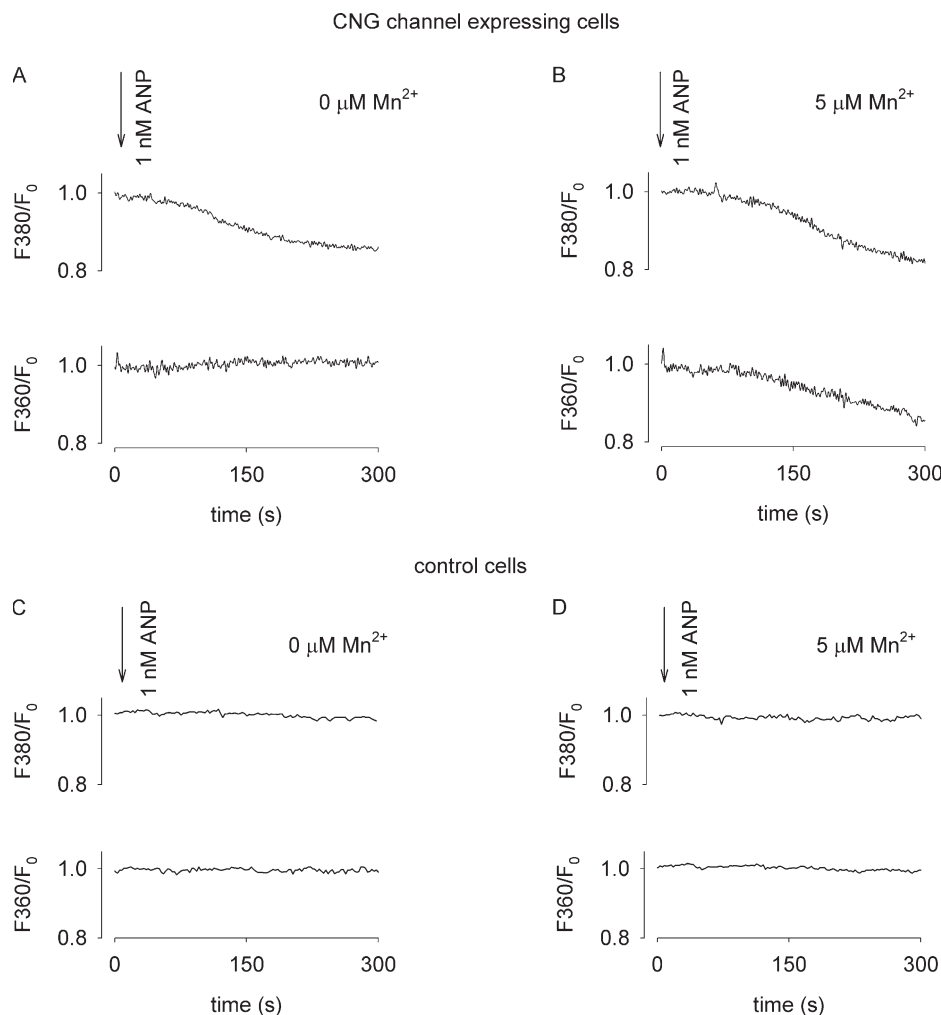 CNG channel expressing cells
A
1 nM ANP
0 μM Mn²⁺
F380/F₀
1.0
0.8
F360/F₀
1.0
0.8
0 150 300
time (s)
B
1 nM ANP
5 μM Mn²⁺
F380/F₀
1.0
0.8
F360/F₀
1.0
0.8
0 150 300
time (s)
control cells
C
1 nM ANP
0 μM Mn²⁺
F380/F₀
1.0
0.8
F360/F₀
1.0
0.8
0 150 300
time (s)
D
1 nM ANP
5 μM Mn²⁺
F380/F₀
1.0
0.8
F360/F₀
1.0
0.8
0 150 300
time (s)